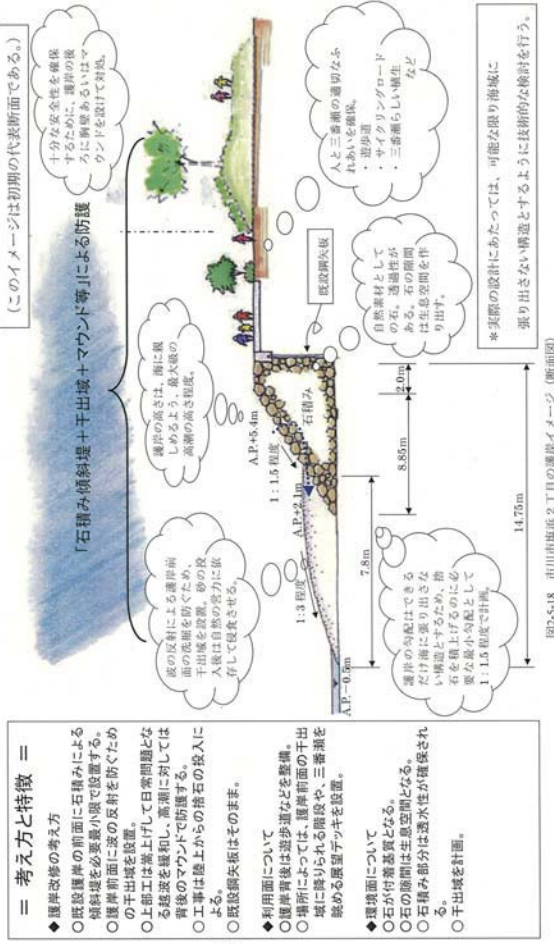 ＝ 考え方と特徴 ＝
◆護岸改修の考え方
○既設護岸の前面に石積みによる
傾斜堤を必要最小限で設置する。
○護岸前面に波の反射を防ぐため
の干出域を設置。
○上部工は嵩上げして日常問題とな
る越波を緩和し、高潮に対しては
背後のマウンドで防護する。
○工事は陸上からの捨石の投入に
よる。
○既設鋼矢板はそのまま。
◆利用面について
○護岸背後は遊歩道などを整備。
○場所によっては、護岸前面の干出
域に降りられる階段や、三番瀬を
眺める展望デッキを設置。
◆環境面について
○石が付着基質となる。
○石の隙間は生息空間となる。
○石積み部分は透水性が確保され
る。
○干出域を計画。
（このイメージは初期の代表断面である。）
「石積み傾斜堤＋干出域＋マウンド等」による防護
波の反射による護岸前
面の洗掘を防ぐため、
干出域を設置。砂の投
入後は自然の営力に依
存して侵食させる。
護岸の高さは、海に親
しめるよう、最大級の
高潮の高さ程度。
十分な安全性を確保
するために、護岸の後
ろに胸壁あるいはマ
ウンドを設けて対処。
A.P.+5.4m
1：1.5 程度
A.P.+2.1m
1:3 程度
A.P.－0.5m
石積み
既設鋼矢板
人と三番瀬の適切なふ
れあいを確保。
・ 遊歩道
・ サイクリングロード
・ 三番瀬らしい植生
など
自然素材として
の石。透過性が
ある。石の隙間
は生息空間を作
り出す。
護岸の勾配はできる
だけ海に張り出さな
い構造とするため、捨
石を積上げるのに必
要な最小勾配として
1：1.5 程度で計画。
7.8m
8.85m
2.0m
14.75m
＊実際の設計にあたっては、可能な限り海域に
張り出さない構造とするように技術的な検討を行う。
図2-5-18 市川市塩浜２丁目の護岸イメージ（断面図）